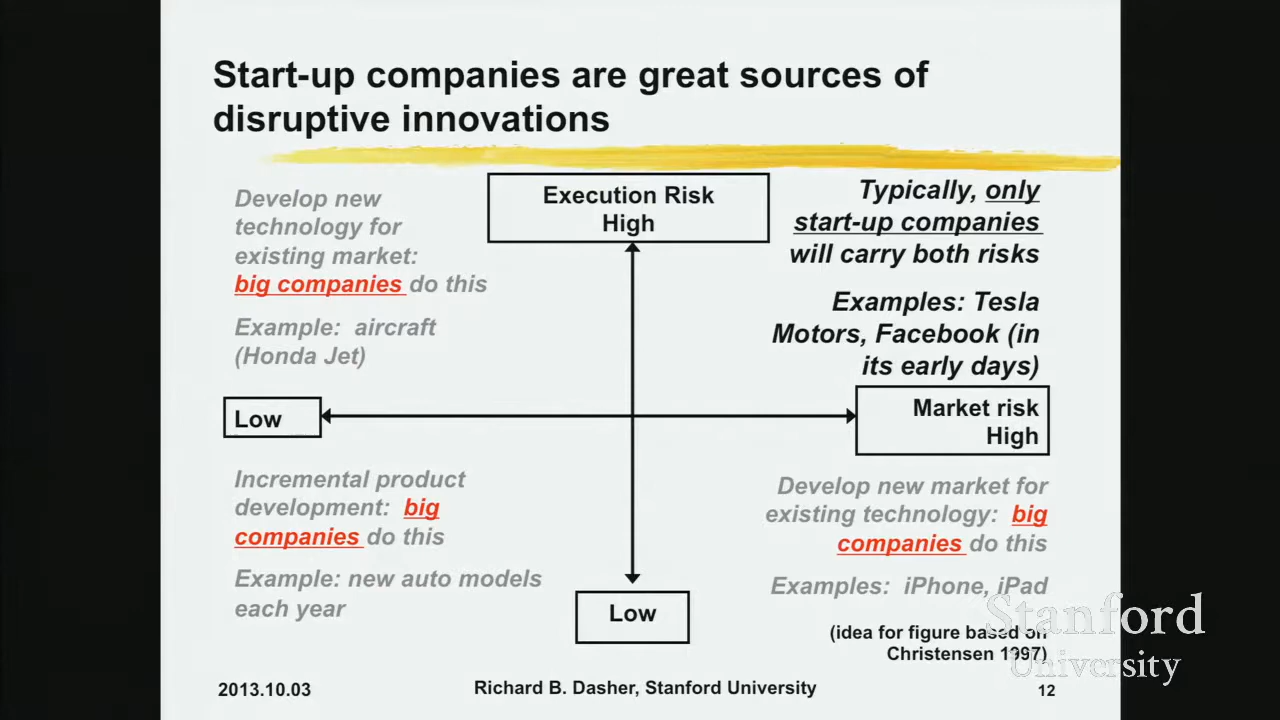 Start-up companies are great sources of
disruptive innovations
Develop new
technology for
existing market:
big companies do this
Example: aircraft
(Honda Jet)
Execution Risk
High
Typically, only
start-up companies
will carry both risks
Examples: Tesla
Motors, Facebook (in
its early days)
Low
Market risk
High
Incremental product
development: big
companies do this
Example: new auto models
each year
Low
Develop new market for
existing technology: big
companies do this
Examples: iPhone, iPad
(idea for figure based on
Christensen 1997)
Stanford
University
2013.10.03
Richard B. Dasher, Stanford University
12